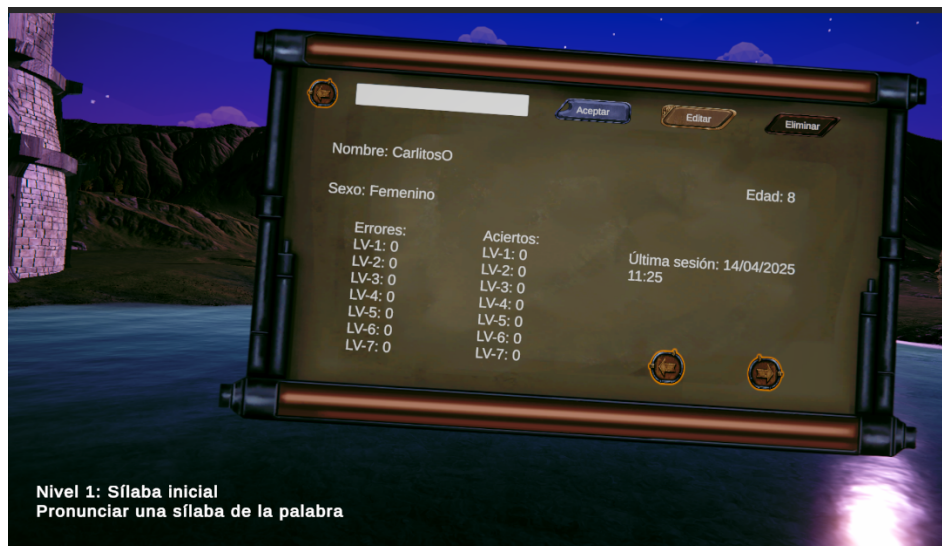 Aceptar
Editar
Eliminar
Nombre: CarlitosO
Sexo: Femenino
Edad: 8
Errores:
LV-1: 0
LV-2: 0
LV-3: 0
LV-4: 0
LV-5: 0
LV-6: 0
LV-7: 0
Aciertos:
LV-1: 0
LV-2: 0
LV-3: 0
LV-4: 0
LV-5: 0
LV-6: 0
LV-7: 0
Última sesión: 14/04/2025
11:25
Nivel 1: Sílaba inicial
Pronunciar una sílaba de la palabra